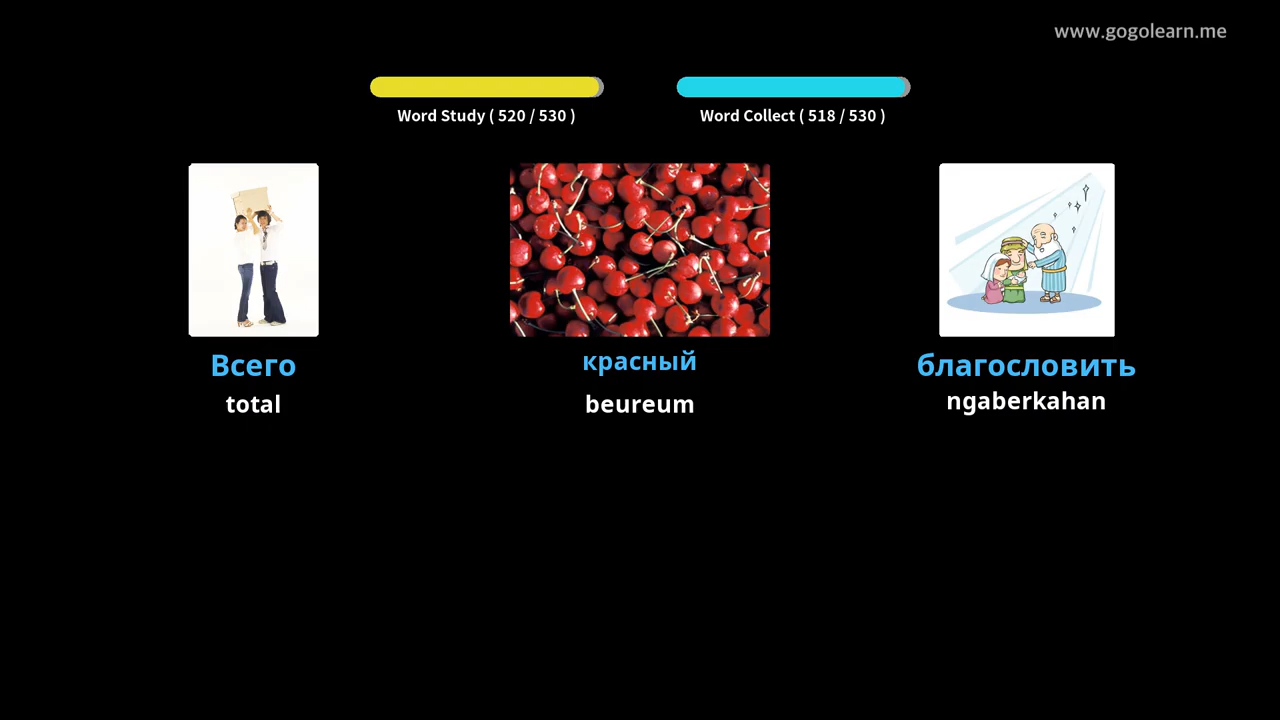 www.gogolearn.me
Word Study ( 520 / 530 )
Word Collect ( 518 / 530 )
Всего
красный
благословить
total
beureum
ngaberkahan